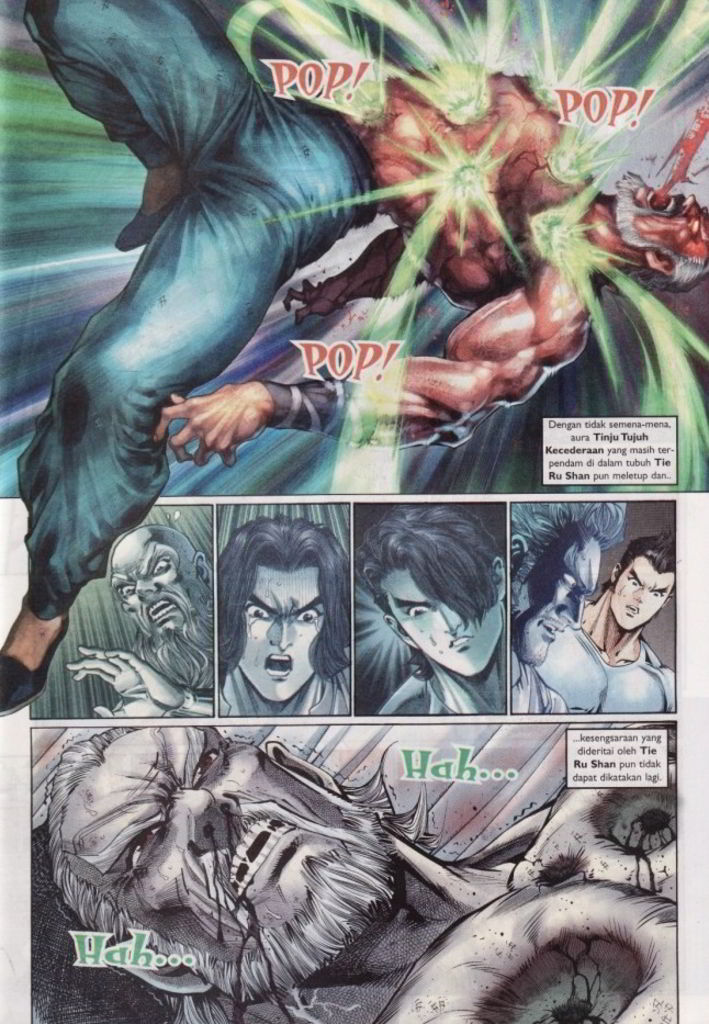 POP!
POP!
POP!
Dengan tidak semena-mena,
aura Tinju Tujuh
Kecederaan yang masih ter-
pendam di dalam tubuh Tie
Ru Shan pun meletup dan..
...kesengsaraan yang
dideritai oleh Tie
Ru Shan pun tidak
dapat dikatakan lagi.
Hah...
Hah...